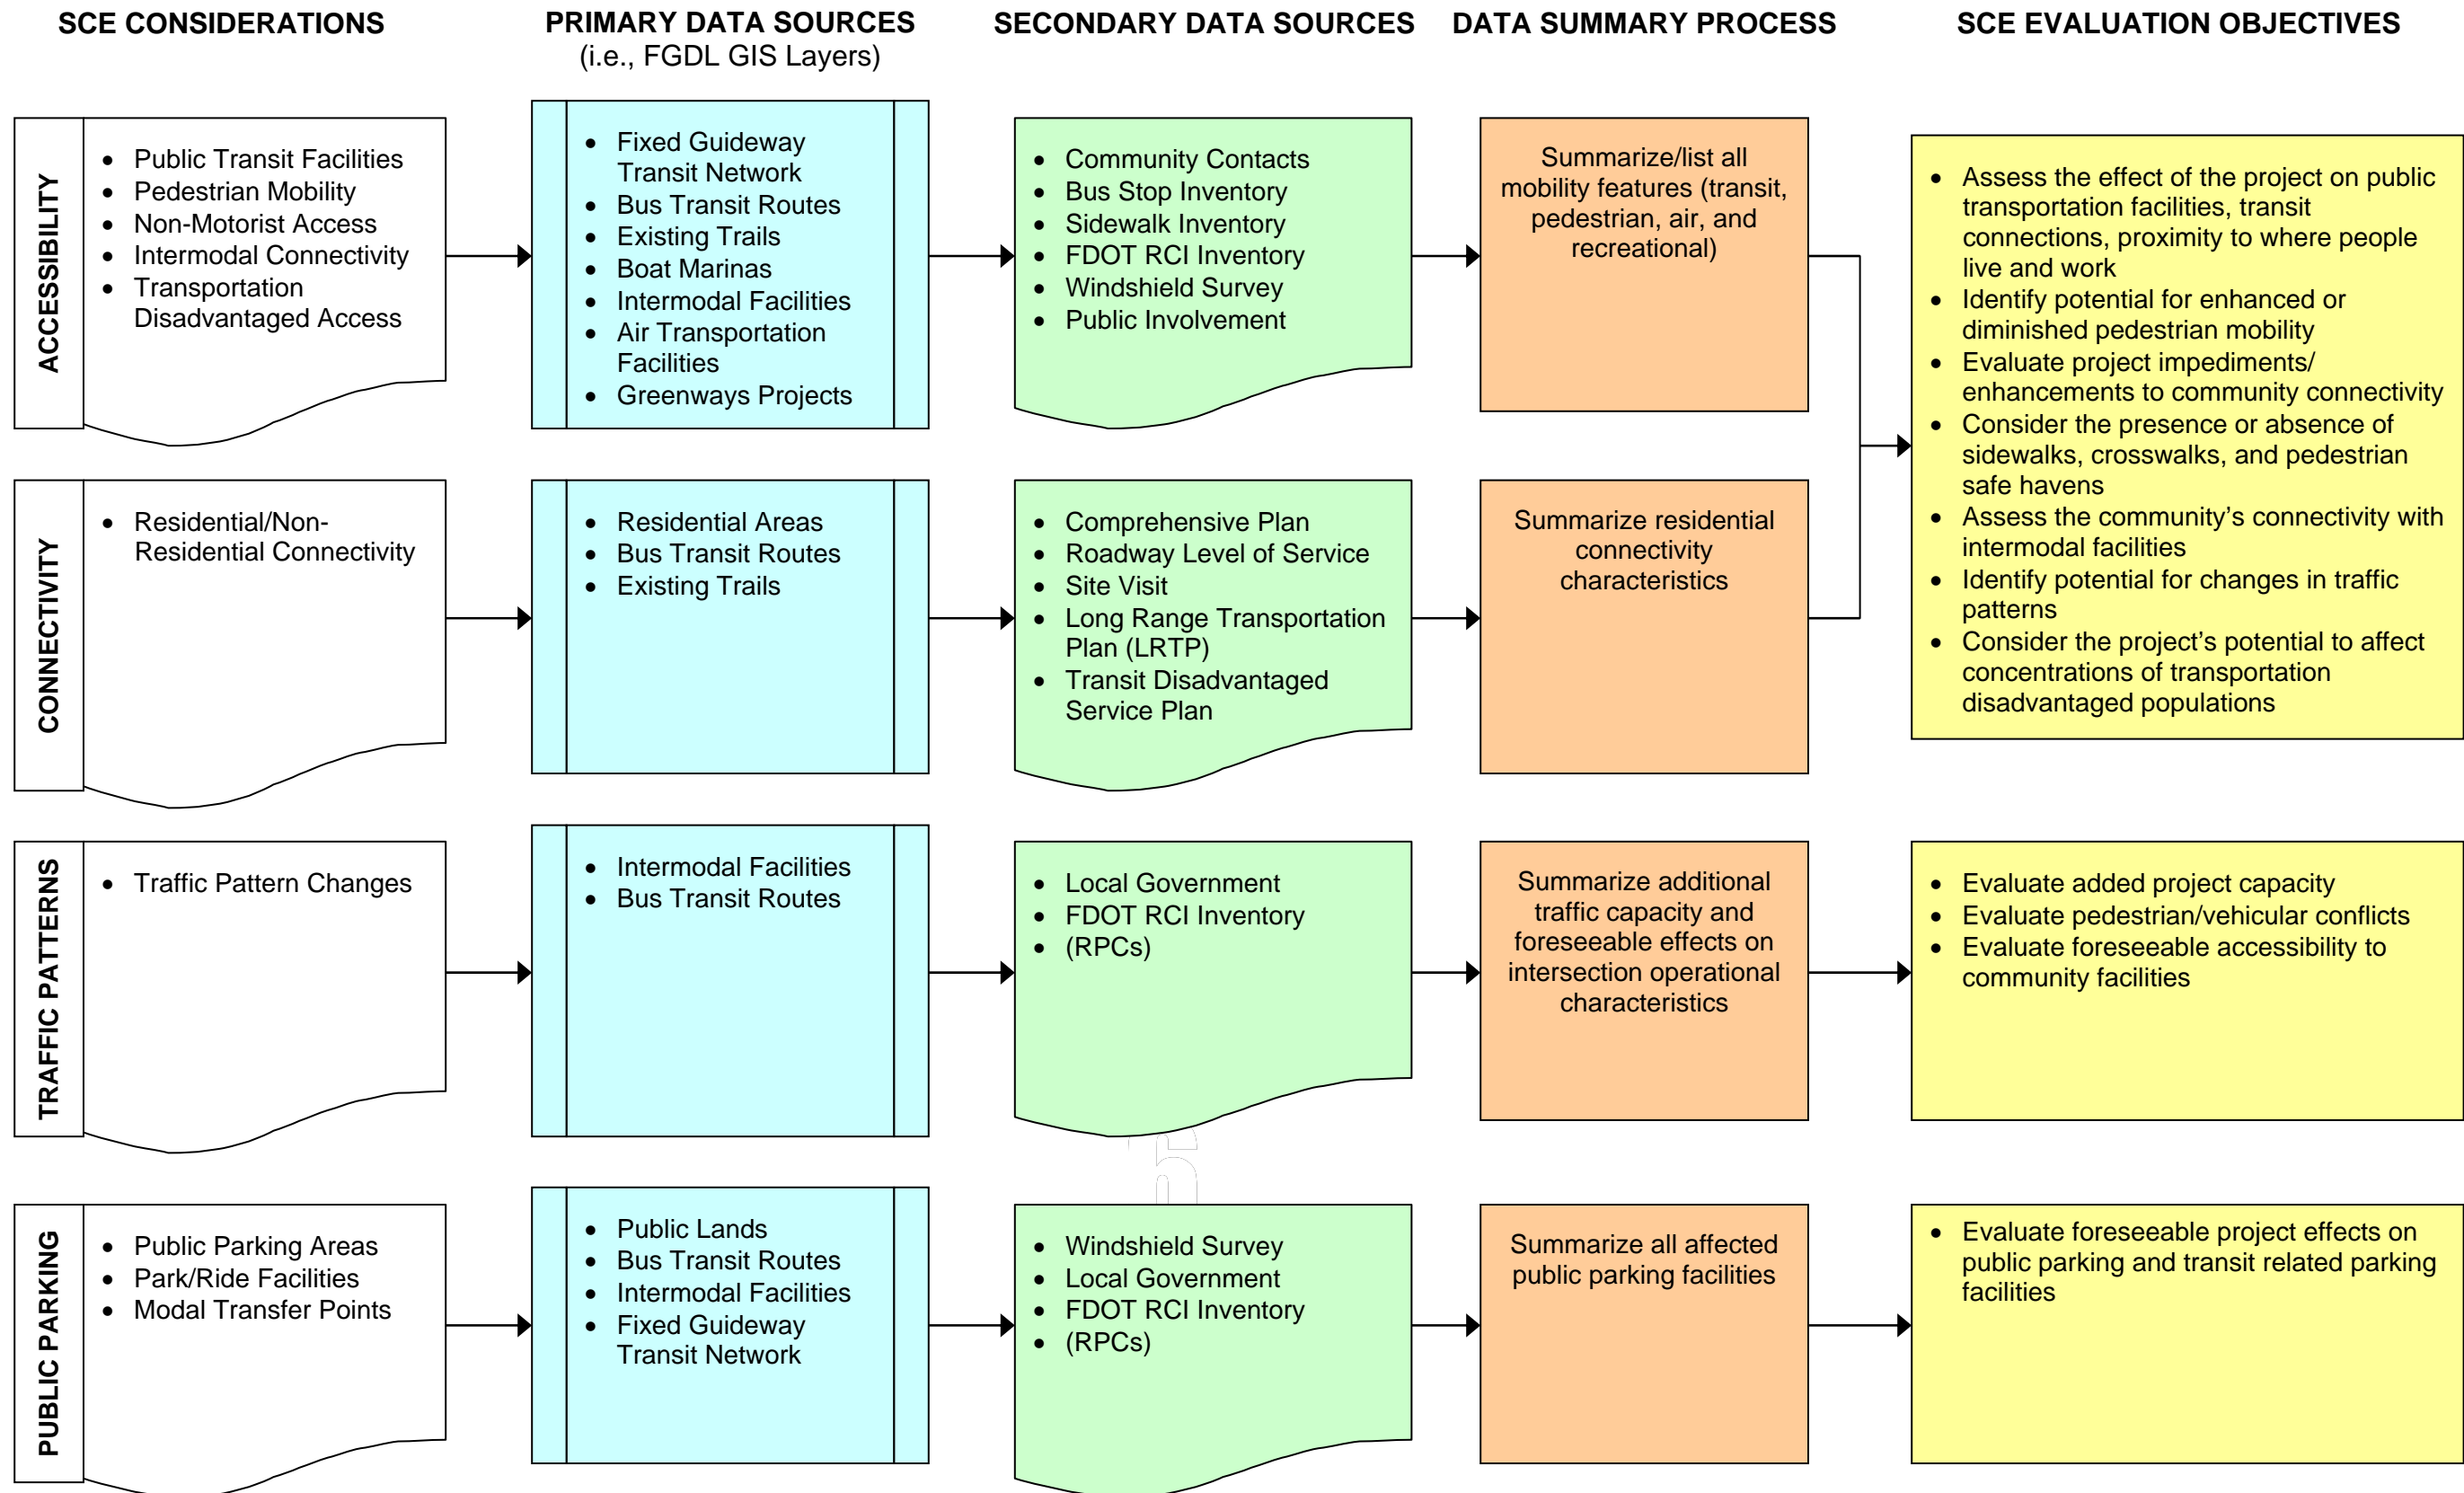 SCE CONSIDERATIONS
PRIMARY DATA SOURCES
(i.e., FGDL GIS Layers)
SECONDARY DATA SOURCES
DATA SUMMARY PROCESS
SCE EVALUATION OBJECTIVES
ACCESSIBILITY
• Public Transit Facilities
• Pedestrian Mobility
• Non-Motorist Access
• Intermodal Connectivity
• Transportation
Disadvantaged Access
• Fixed Guideway
Transit Network
• Bus Transit Routes
• Existing Trails
• Boat Marinas
• Intermodal Facilities
• Air Transportation
Facilities
• Greenways Projects
• Community Contacts
• Bus Stop Inventory
• Sidewalk Inventory
• FDOT RCI Inventory
• Windshield Survey
• Public Involvement
Summarize/list all
mobility features (transit,
pedestrian, air, and
recreational)
• Assess the effect of the project on public
transportation facilities, transit
connections, proximity to where people
live and work
• Identify potential for enhanced or
diminished pedestrian mobility
• Evaluate project impediments/
enhancements to community connectivity
• Consider the presence or absence of
sidewalks, crosswalks, and pedestrian
safe havens
• Assess the community's connectivity with
intermodal facilities
• Identify potential for changes in traffic
patterns
• Consider the project's potential to affect
concentrations of transportation
disadvantaged populations
CONNECTIVITY
• Residential/Non-
Residential Connectivity
• Residential Areas
• Bus Transit Routes
• Existing Trails
• Comprehensive Plan
• Roadway Level of Service
• Site Visit
• Long Range Transportation
Plan (LRTP)
• Transit Disadvantaged
Service Plan
Summarize residential
connectivity
characteristics
TRAFFIC PATTERNS
• Traffic Pattern Changes
• Intermodal Facilities
• Bus Transit Routes
• Local Government
• FDOT RCI Inventory
• (RPCs)
Summarize additional
traffic capacity and
foreseeable effects on
intersection operational
characteristics
• Evaluate added project capacity
• Evaluate pedestrian/vehicular conflicts
• Evaluate foreseeable accessibility to
community facilities
PUBLIC PARKING
• Public Parking Areas
• Park/Ride Facilities
• Modal Transfer Points
• Public Lands
• Bus Transit Routes
• Intermodal Facilities
• Fixed Guideway
Transit Network
• Windshield Survey
• Local Government
• FDOT RCI Inventory
• (RPCs)
Summarize all affected
public parking facilities
• Evaluate foreseeable project effects on
public parking and transit related parking
facilities